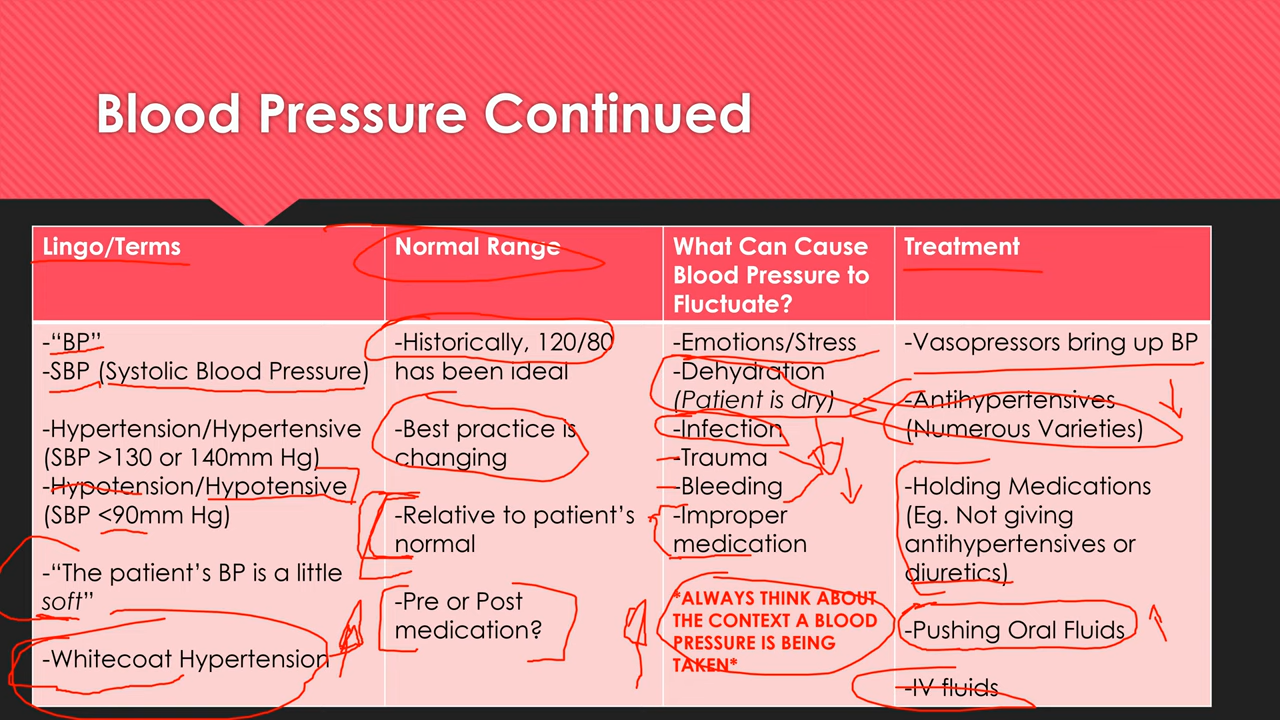 Blood Pressure Continued
Lingo/Terms
-“BP”
-SBP (Systolic Blood Pressure)
-Hypertension/Hypertensive
(SBP >130 or 140mm Hg)
-Hypotension/Hypotensive
(SBP <90mm Hg)
-“The patient’s BP is a little
soft”
-Whitecoat Hypertension
Normal Range
-Historically, 120/80
has been ideal
-Best practice is
changing
-Relative to patient’s
normal
-Pre or Post
medication?
What Can Cause
Blood Pressure to
Fluctuate?
-Emotions/Stress
-Dehydration
(Patient is dry)
-Infection
-Trauma
-Bleeding
-Improper
medication
*ALWAYS THINK ABOUT
THE CONTEXT A BLOOD
PRESSURE IS BEING
TAKEN*
Treatment
-Vasopressors bring up BP
-Antihypertensives
(Numerous Varieties)
-Holding Medications
(Eg. Not giving
antihypertensives or
diuretics)
-Pushing Oral Fluids
-IV fluids